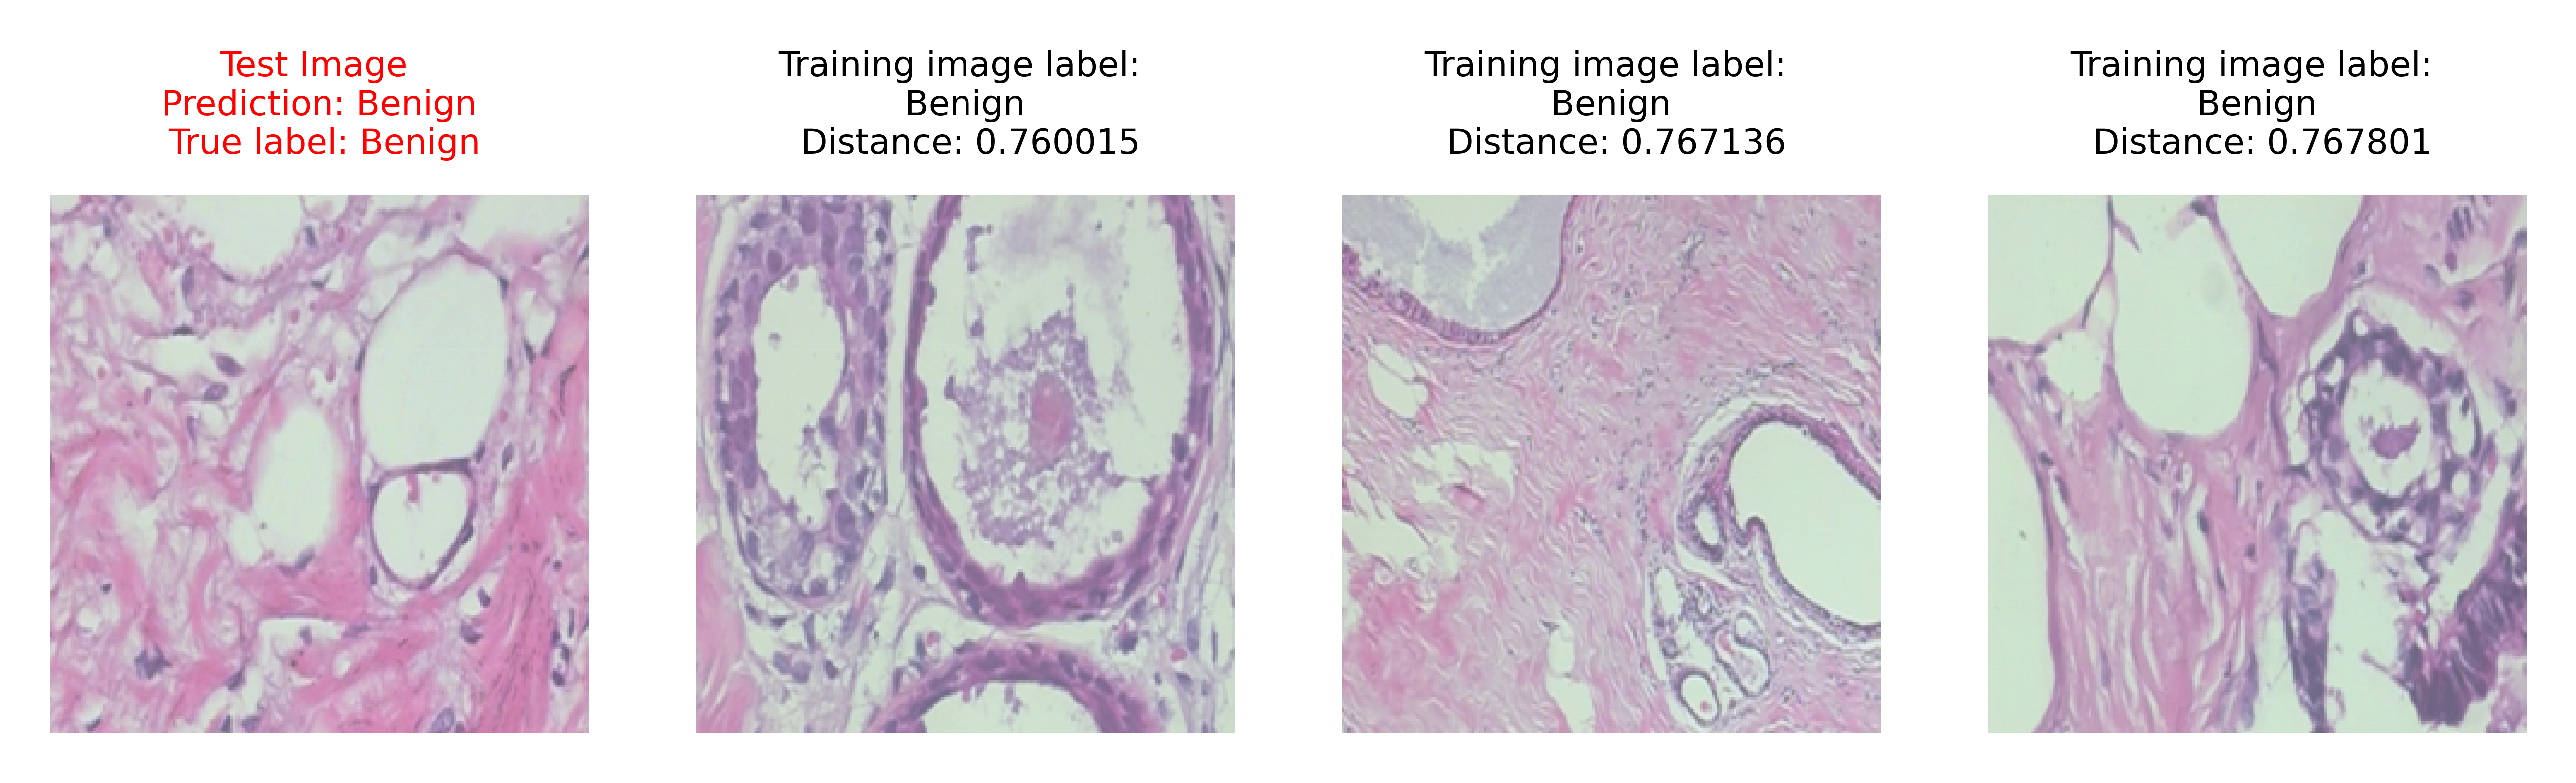 Test Image
Prediction: Benign
True label: Benign
Training image label:
Benign
Distance: 0.760015
Training image label:
Benign
Distance: 0.767136
Training image label:
Benign
Distance: 0.767801